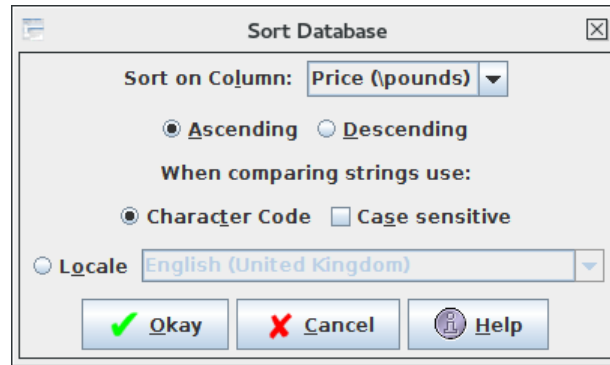 Sort Database
Sort on Column: Price (\pounds)
Ascending Descending
When comparing strings use:
Character Code Case sensitive
Locale English (United Kingdom)
Okay Cancel Help